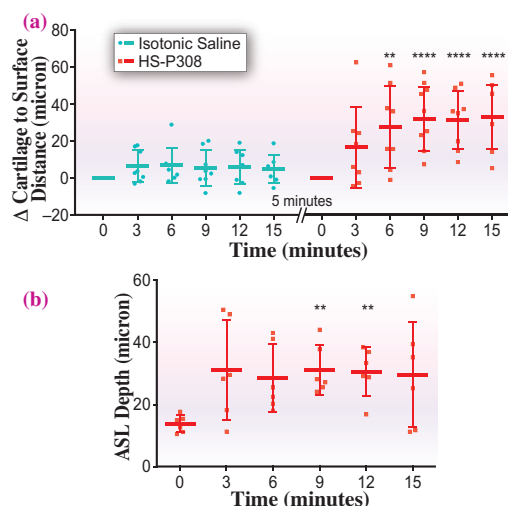 (a)
Isotonic Saline
HS-P308
Δ Cartilage to Surface
Distance (micron)
80
60
40
20
0
–20
** **** **** ****
5 minutes
0 3 6 9 12 15 0 3 6 9 12 15
Time (minutes)
(b)
ASL Depth (micron)
60
40
20
0
** **
0 3 6 9 12 15
Time (minutes)